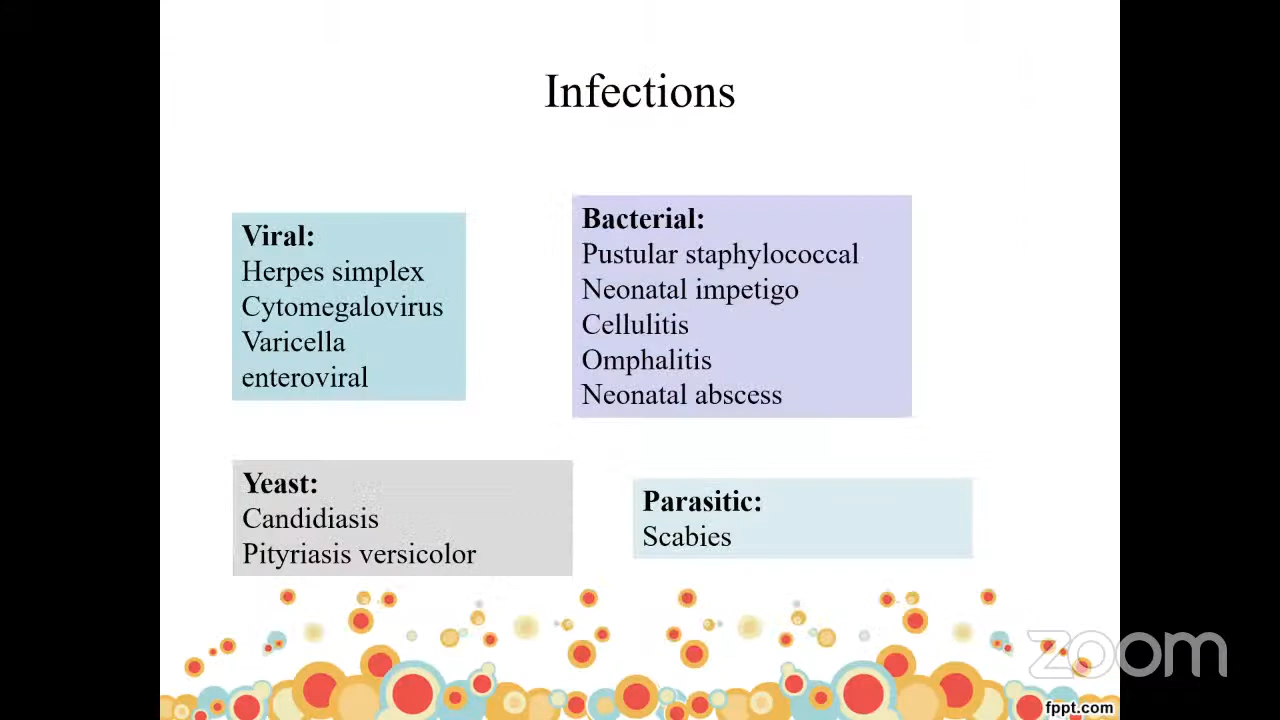 Infections
Viral:
Herpes simplex
Cytomegalovirus
Varicella
enteroviral
Bacterial:
Pustular staphylococcal
Neonatal impetigo
Cellulitis
Omphalitis
Neonatal abscess
Yeast:
Candidiasis
Pityriasis versicolor
Parasitic:
Scabies
zoom
fppt.com